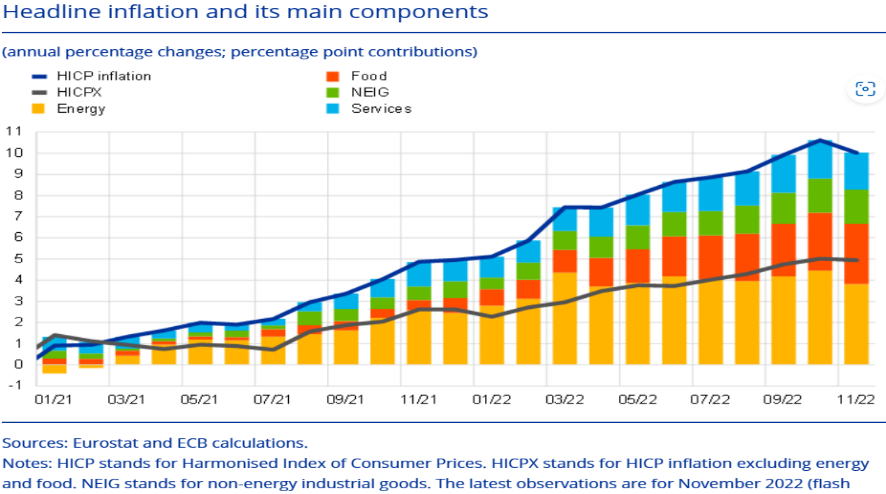 Headline inflation and its main components
(annual percentage changes; percentage point contributions)
HICP inflation
HICPX
Energy
Food
NEIG
Services
11
10
9
8
7
6
5
4
3
2
1
0
-1
01/21 03/21 05/21 07/21 09/21 11/21 01/22 03/22 05/22 07/22 09/22 11/22
Sources: Eurostat and ECB calculations.
Notes: HICP stands for Harmonised Index of Consumer Prices. HICPX stands for HICP inflation excluding energy
and food. NEIG stands for non-energy industrial goods. The latest observations are for November 2022 (flash